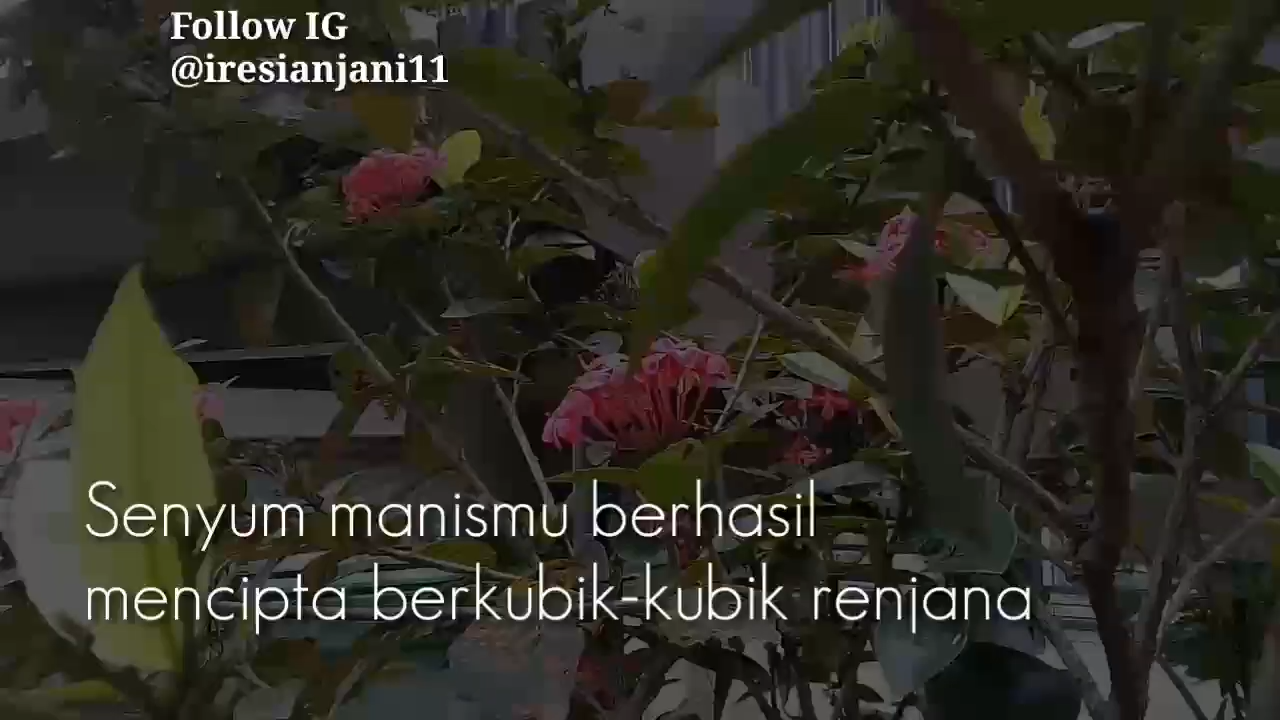 Follow IG
@iresianjani11
Senyum manismu berhasil
mencipta berkubik-kubik renjana